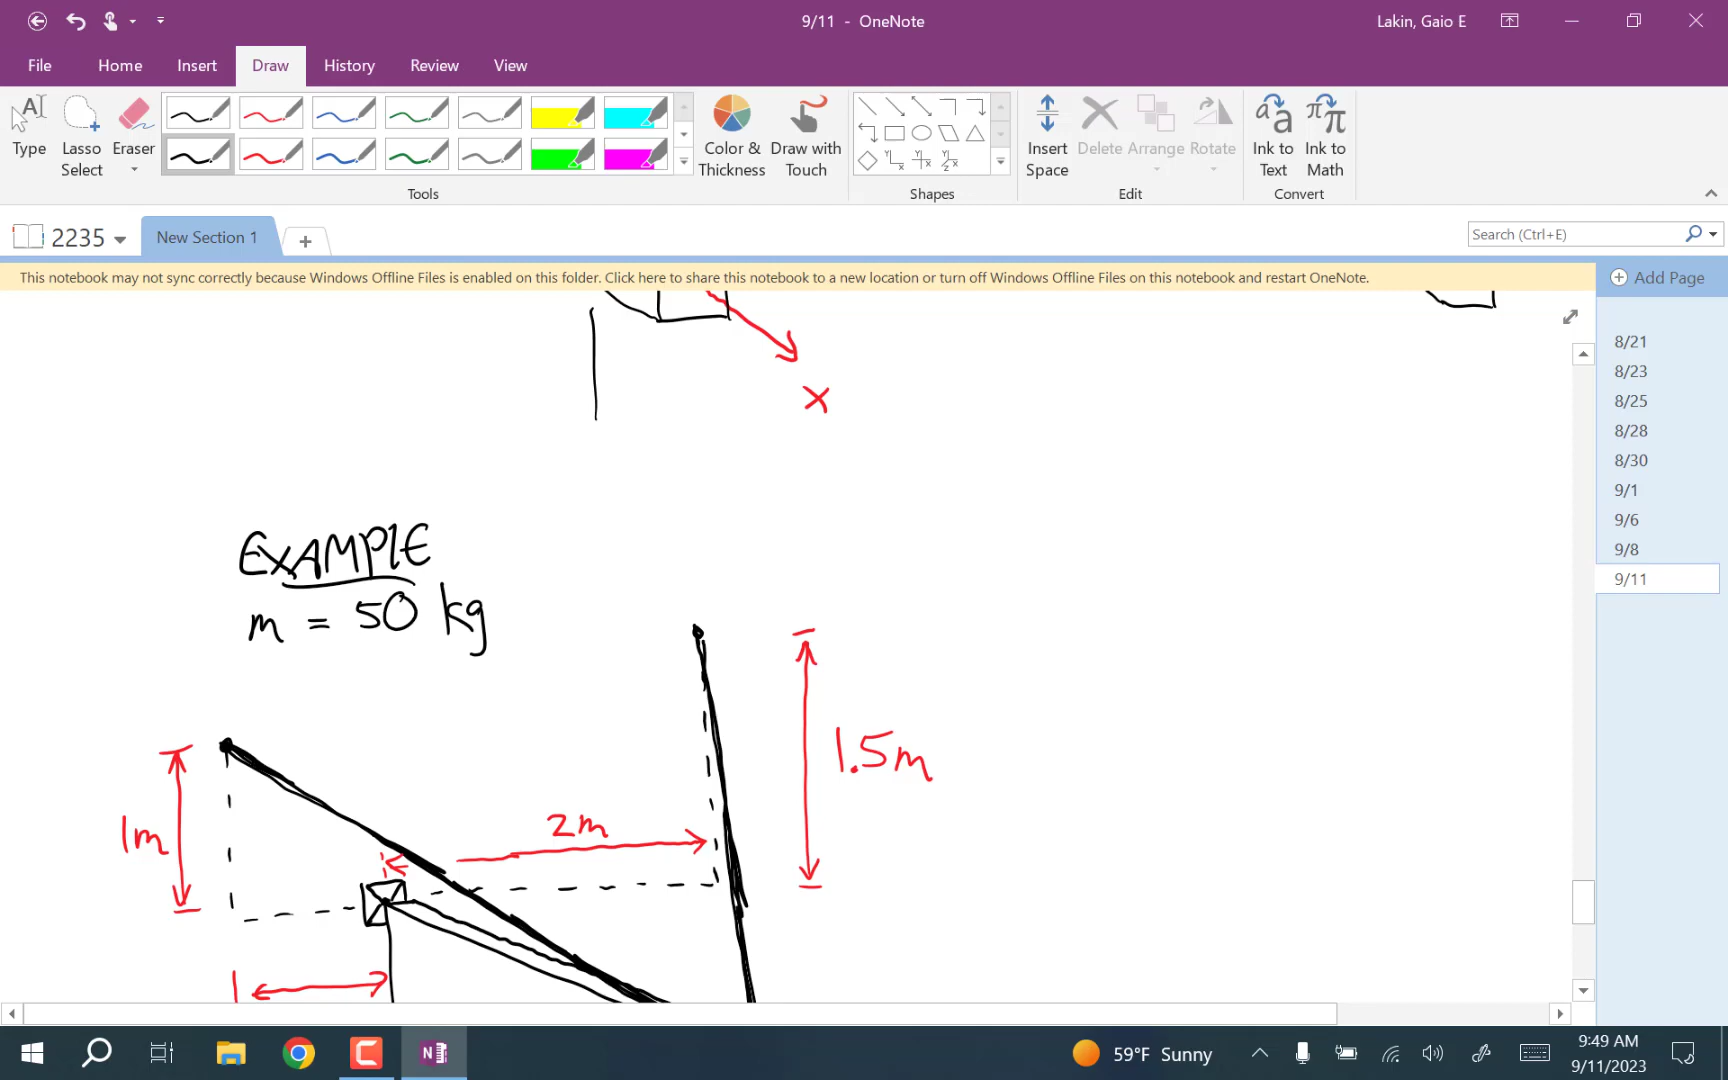 9/11 - OneNote
Lakin, Gaio E
File Home Insert Draw History Review View
Type
Lasso Select
Eraser
Color & Thickness
Draw with Touch
Insert Space
Delete
Arrange
Rotate
Ink to Text
Ink to Math
Tools
Shapes
Edit
Convert
2235
New Section 1
Search (Ctrl+E)
This notebook may not sync correctly because Windows Offline Files is enabled on this folder. Click here to share this notebook to a new location or turn off Windows Offline Files on this notebook and restart OneNote.
Add Page
8/21
8/23
8/25
8/28
8/30
9/1
9/6
9/8
9/11
x
EXAMPLE
m = 50 kg
1.5m
2m
1m
59°F Sunny
9:49 AM
9/11/2023